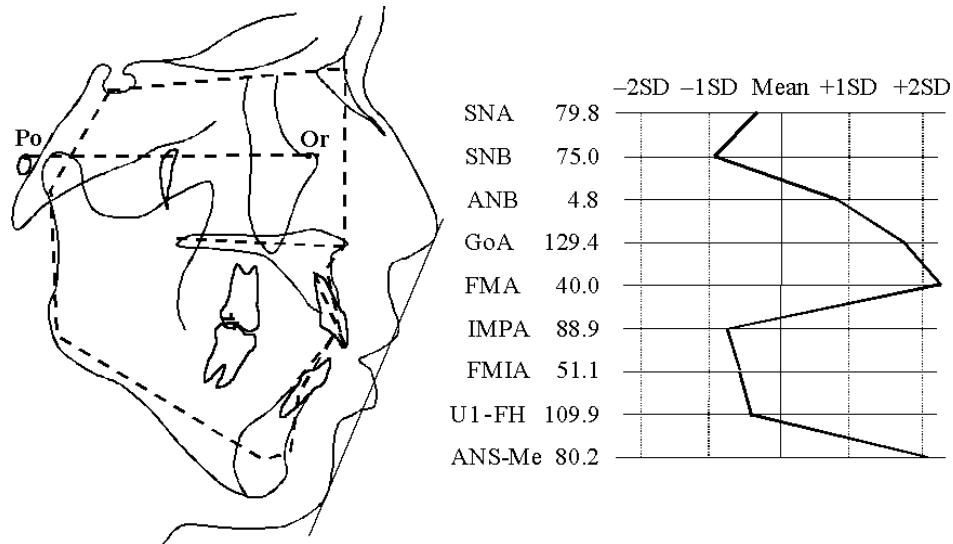 Po
Or
−2SD −1SD Mean +1SD +2SD
SNA 79.8
SNB 75.0
ANB 4.8
GoA 129.4
FMA 40.0
IMPA 88.9
FMIA 51.1
U1-FH 109.9
ANS-Me 80.2